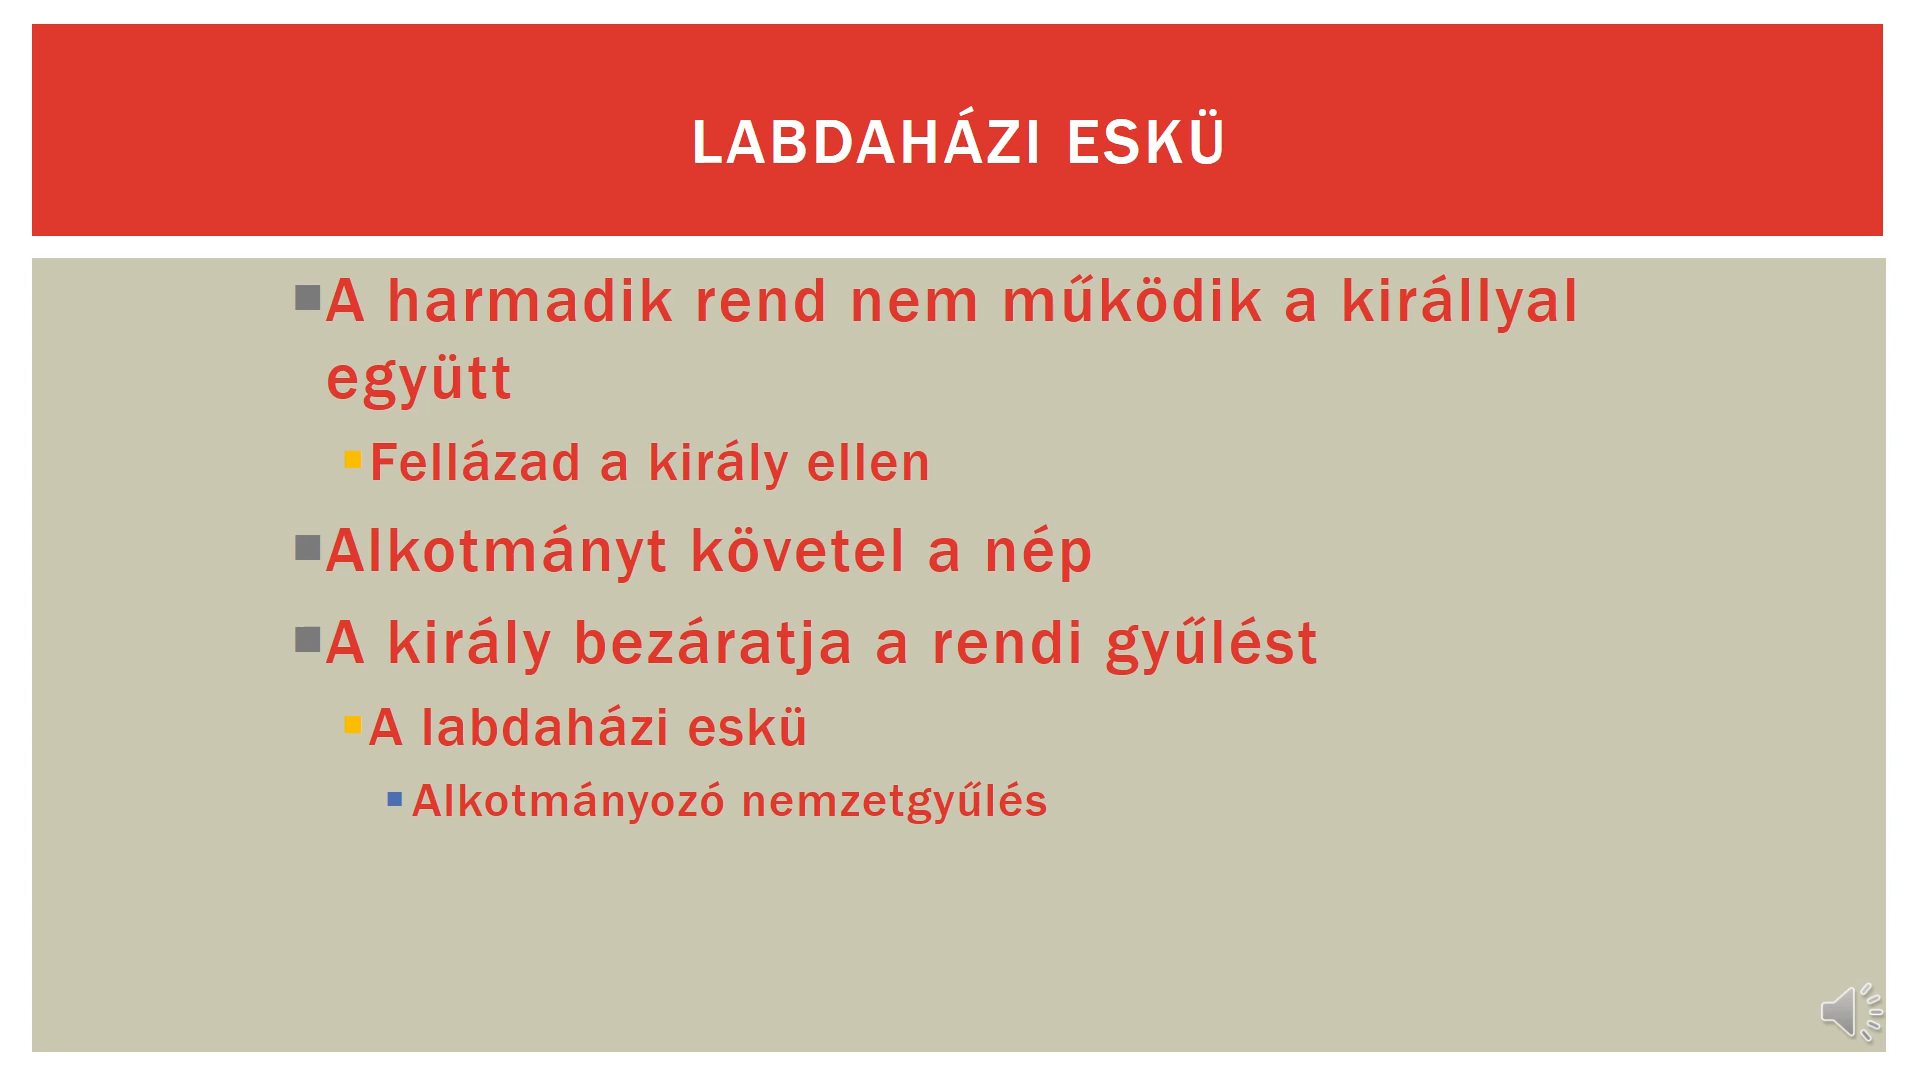 LABDAHÁZI ESKÜ
A harmadik rend nem működik a királlyal
együtt
Fellázad a király ellen
Alkotmányt követel a nép
A király bezáratja a rendi gyűlést
A labdaházi eskü
Alkotmányozó nemzetgyűlés